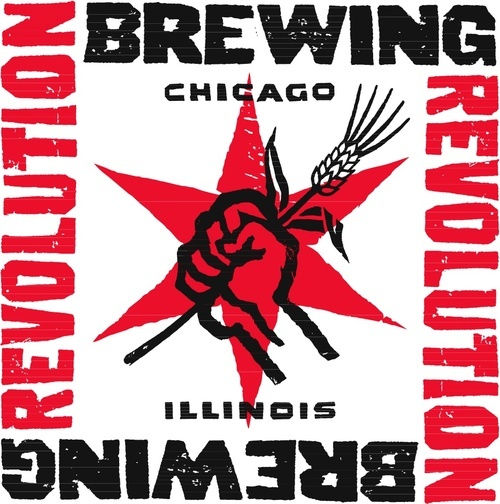 BREWING
REVOLUTION
CHICAGO
REVOLUTION
ILLINOIS
BREWING